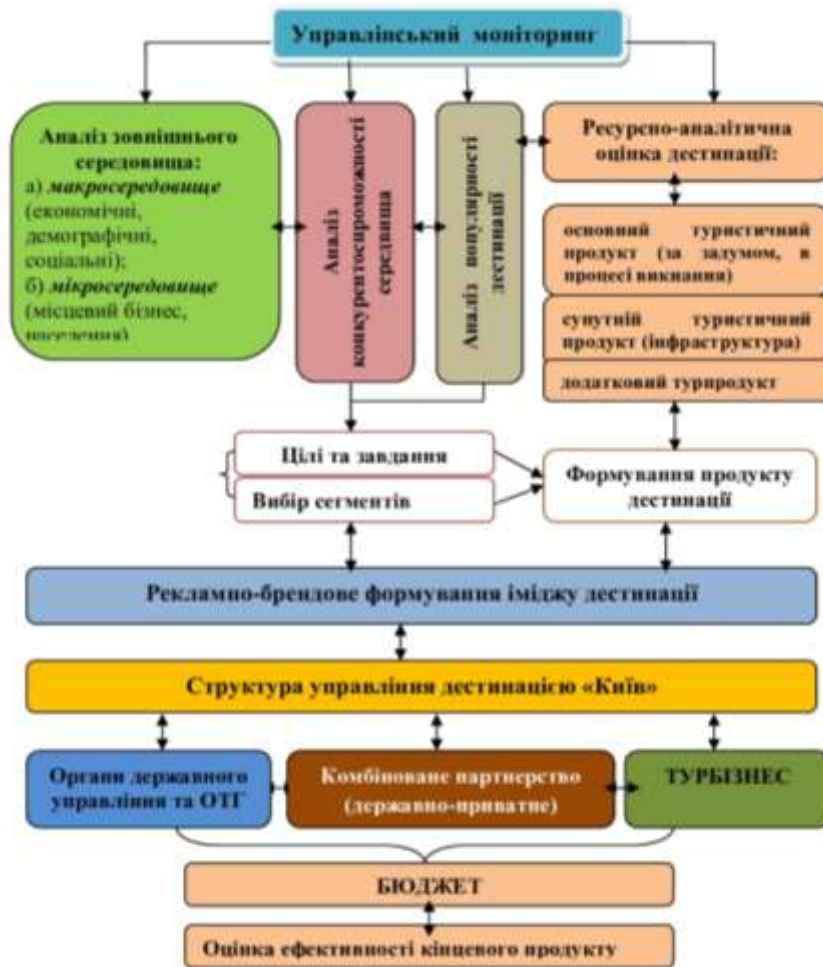 Управлінський моніторинг
Аналіз зовнішнього
середовища:
а) макросередовище
(економічні,
демографічні,
соціальні);
б) мікросередовище
(місцевий бізнес,
населення)
Аналіз
конкурентоспроможності
середвища
Аналіз популярності
дестинації
Ресурсно-аналітична
оцінка дестинації:
основний туристичний
продукт (за задумом, в
процесі викнання)
супутній туристичний
продукт (інфраструктура)
додатковий турпродукт
Цілі та завдання
Вибір сегментів
Формування продукту
дестинації
Рекламно-брендове формування іміджу дестинації
Структура управління дестинацією «Київ»
Органи державного
управління та ОТГ
Комбіноване партнерство
(державно-приватне)
ТУРБІЗНЕС
БЮДЖЕТ
Оцінка ефективності кінцевого продукту